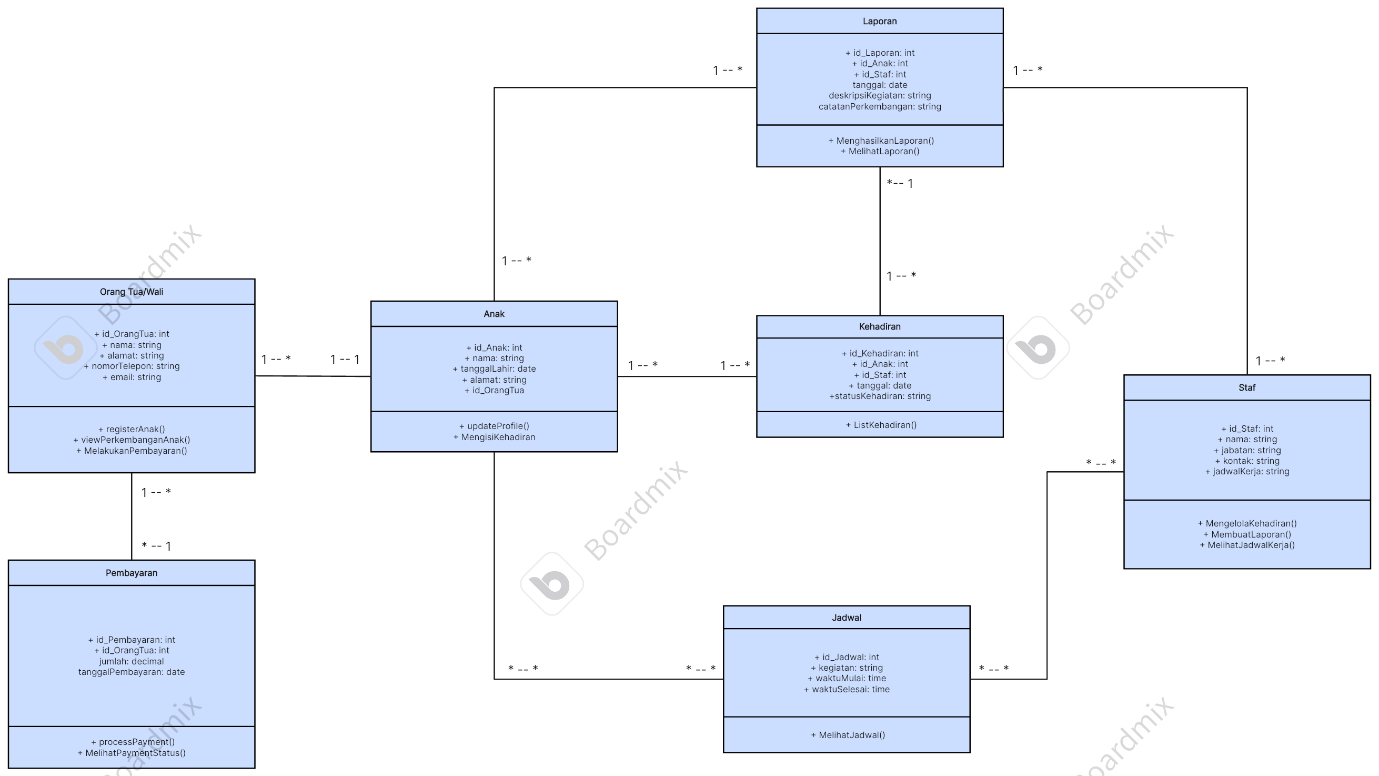 Laporan
+ id_Laporan: int
+ id_Anak: int
+ id_Staf: int
tanggal: date
deskripsiKegiatan: string
catatanPerkembangan: string
+ MenghasilkanLaporan()
+ MelihatLaporan()
1 -- *
1 -- *
*-- 1
1 -- *
1 -- *
Boardmix
Boardmix
Orang Tua/Wali
+ id_OrangTua: int
+ nama: string
+ alamat: string
+ nomorTelepon: string
+ email: string
+ registerAnak()
+ viewPerkembanganAnak()
+ MelakukanPembayaran()
1 -- *
1 -- 1
Anak
+ id_Anak: int
+ nama: string
+ tanggalLahir: date
+ alamat: string
+ id_OrangTua
+ updateProfile()
+ MengisiKehadiran
1 -- *
1 -- *
Kehadiran
+ id_Kehadiran: int
+ id_Anak: int
+ id_Staf: int
+ tanggal: date
+statusKehadiran: string
+ ListKehadiran()
1 -- *
Staf
+ id_Staf: int
+ nama: string
+ jabatan: string
+ kontak: string
+ jadwalKerja: string
+ MengelolaKehadiran()
+ MembuatLaporan()
+ MelihatJadwalKerja()
* -- *
1 -- *
* -- 1
Boardmix
Pembayaran
+ id_Pembayaran: int
+ id_OrangTua: int
jumlah: decimal
tanggalPembayaran: date
+ processPayment()
+ MelihatPaymentStatus()
* -- *
* -- *
Jadwal
+ id_Jadwal: int
+ kegiatan: string
+ waktuMulai: time
+ waktuSelesai: time
+ MelihatJadwal()
* -- *
Boardmix
Boardmix